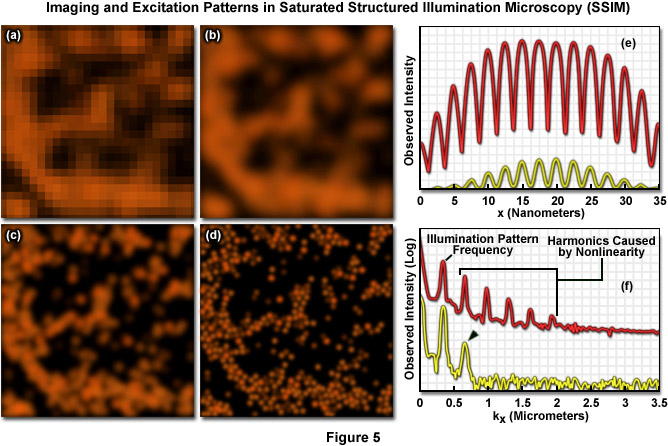 Imaging and Excitation Patterns in Saturated Structured Illumination Microscopy (SSIM)
(a)
(b)
(c)
(d)
(e)
Observed Intensity
0 5 10 15 20 25 30 35
x (Nanometers)
Illumination Pattern
Frequency
Harmonics Caused
by Nonlinearity
(f)
Observed Intensity (Log)
0 0.5 1 1.5 2 2.5 3 3.5
kx (Micrometers)
Figure 5